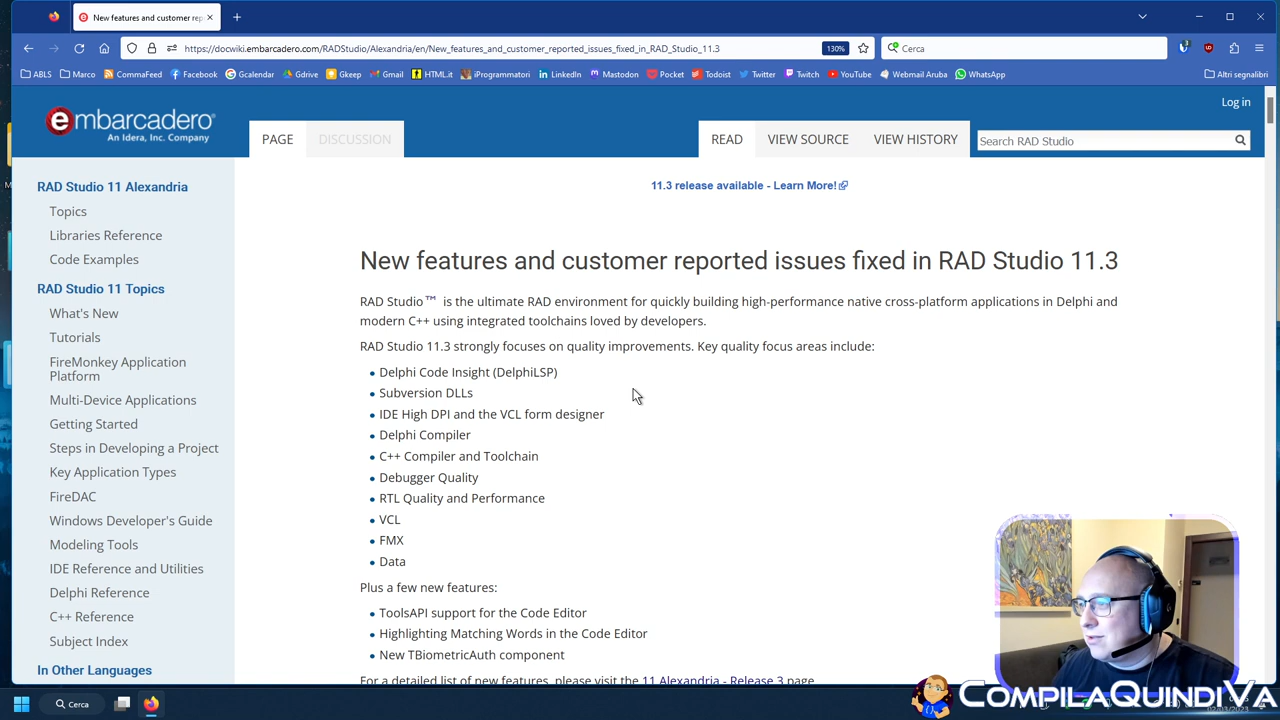 New features and customer rep
https://docwiki.embarcadero.com/RADStudio/Alexandria/en/New_features_and_customer_reported_issues_fixed_in_RAD_Studio_11.3
130%
Cerca
ABLS Marco CommaFeed Facebook Gcalendar Gdrive Gkeep Gmail HTML.it iProgrammatori LinkedIn Mastodon Pocket Todoist Twitter Twitch YouTube Webmail Aruba WhatsApp Altri segnalibri
Log in
embarcadero
An Idera, Inc. Company
PAGE DISCUSSION READ VIEW SOURCE VIEW HISTORY Search RAD Studio
RAD Studio 11 Alexandria
Topics
Libraries Reference
Code Examples
RAD Studio 11 Topics
What's New
Tutorials
FireMonkey Application
Platform
Multi-Device Applications
Getting Started
Steps in Developing a Project
Key Application Types
FireDAC
Windows Developer's Guide
Modeling Tools
IDE Reference and Utilities
Delphi Reference
C++ Reference
Subject Index
In Other Languages
11.3 release available - Learn More!
New features and customer reported issues fixed in RAD Studio 11.3
RAD Studio™ is the ultimate RAD environment for quickly building high-performance native cross-platform applications in Delphi and
modern C++ using integrated toolchains loved by developers.
RAD Studio 11.3 strongly focuses on quality improvements. Key quality focus areas include:
Delphi Code Insight (DelphiLSP)
Subversion DLLs
IDE High DPI and the VCL form designer
Delphi Compiler
C++ Compiler and Toolchain
Debugger Quality
RTL Quality and Performance
VCL
FMX
Data
Plus a few new features:
ToolsAPI support for the Code Editor
Highlighting Matching Words in the Code Editor
New TBiometricAuth component
For a detailed list of new features, please visit the 11 Alexandria - Release 3 page
CompilaQuindiVa
Cerca